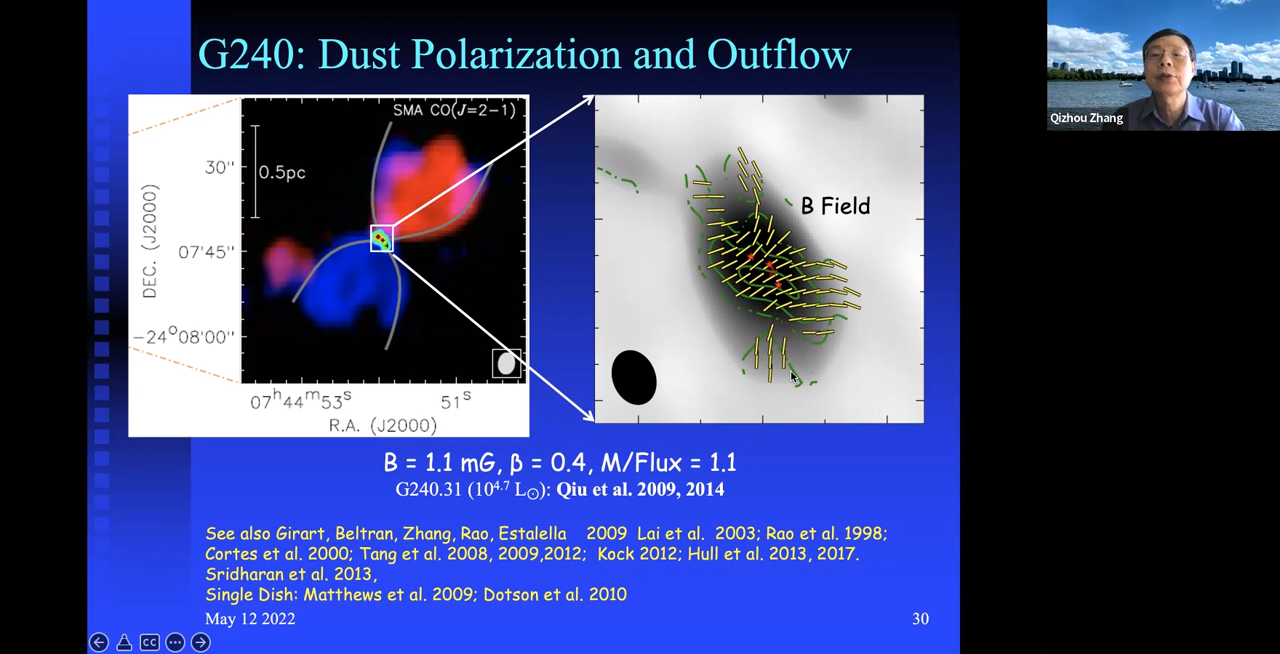 G240: Dust Polarization and Outflow
SMA CO(J=2-1)
30"
0.5pc
07'45"
DEC. (J2000)
-24°08'00"
07h44m53s
51s
R.A. (J2000)
B Field
B = 1.1 mG, β = 0.4, M/Flux = 1.1
G240.31 (10^4.7 L⊙): Qiu et al. 2009, 2014
See also Girart, Beltran, Zhang, Rao, Estalella 2009 Lai et al. 2003; Rao et al. 1998;
Cortes et al. 2000; Tang et al. 2008, 2009,2012; Kock 2012; Hull et al. 2013, 2017.
Sridharan et al. 2013,
Single Dish: Matthews et al. 2009; Dotson et al. 2010
May 12 2022
30
CC
Qizhou Zhang